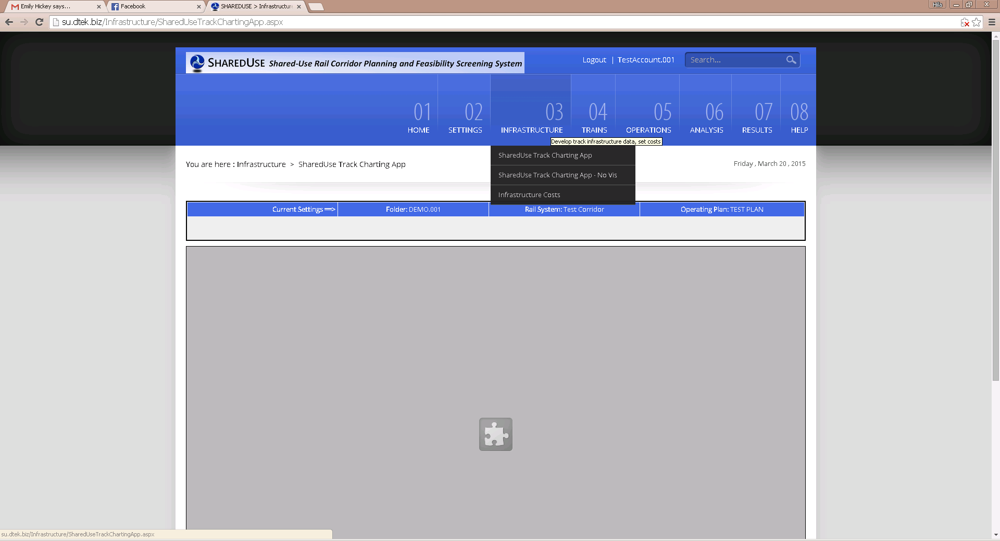 Emily Hickey says...
Facebook
SHAREDUSE > Infrastructur
Hila
su.dtek.biz/Infrastructure/SharedUseTrackChartingApp.aspx
SHAREDUSE Shared-Use Rail Corridor Planning and Feasibility Screening System
Logout | TestAccount.001
Search...
01 HOME
02 SETTINGS
03 INFRASTRUCTURE
04 TRAINS
05 OPERATIONS
06 ANALYSIS
07 RESULTS
08 HELP
Develop track infrastructure data, set costs
SharedUse Track Charting App
SharedUse Track Charting App - No Vis
Infrastructure Costs
You are here : Infrastructure > SharedUse Track Charting App
Friday , March 20 , 2015
Current Settings ==>
Folder: DEMO.001
Rail System: Test Corridor
Operating Plan: TEST PLAN
su.dtek.biz/Infrastructure/SharedUseTrackChartingApp.aspx